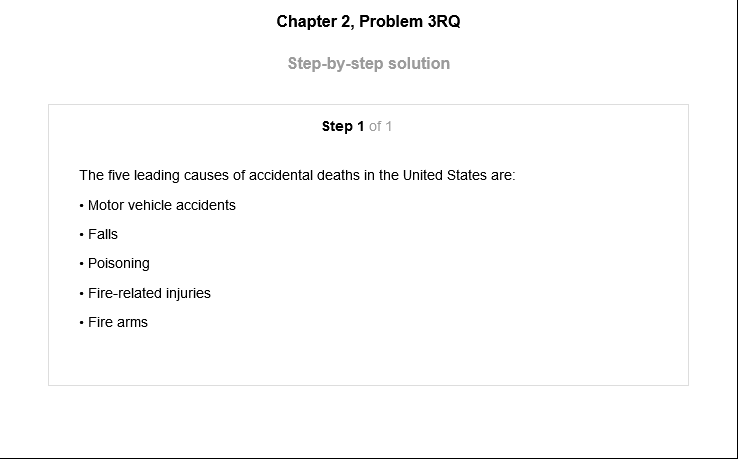 Chapter 2, Problem 3RQ
Step-by-step solution
Step 1 of 1
The five leading causes of accidental deaths in the United States are:
• Motor vehicle accidents
• Falls
• Poisoning
• Fire-related injuries
• Fire arms